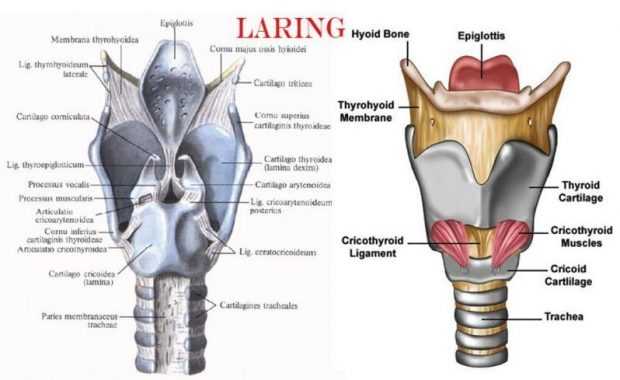 LARING
Epiglottis
Membrana thyrohyoidea
Cornu majus ossis hyloidei
Lig. thyrohyoideum
laterale
Cartilago triticea
Cartilago corniculata
Cornu superius
cartilaginis thyroideae
Lig. thyroepiglotticum
Cartilago thyroidea
(lamina dextra)
Processus vocalis
Cartilago arytenoidea
Processus muscularis
Lig. cricoarytenoideum
posterius
Articulatio
cricoarytenoidea
Cornu inferius
cartilaginis thyroideae
Articulatio cricothyroidea
Lig. ceratocricoideum
Cartilago cricoidea
(lamina)
Cartilagines tracheales
Paries membranaceus
tracheae
Hyoid Bone
Epiglottis
Thyrohyoid
Membrane
Thyroid
Cartilage
Cricothyroid
Ligament
Cricothyroid
Muscles
Cricoid
Cartlilage
Trachea